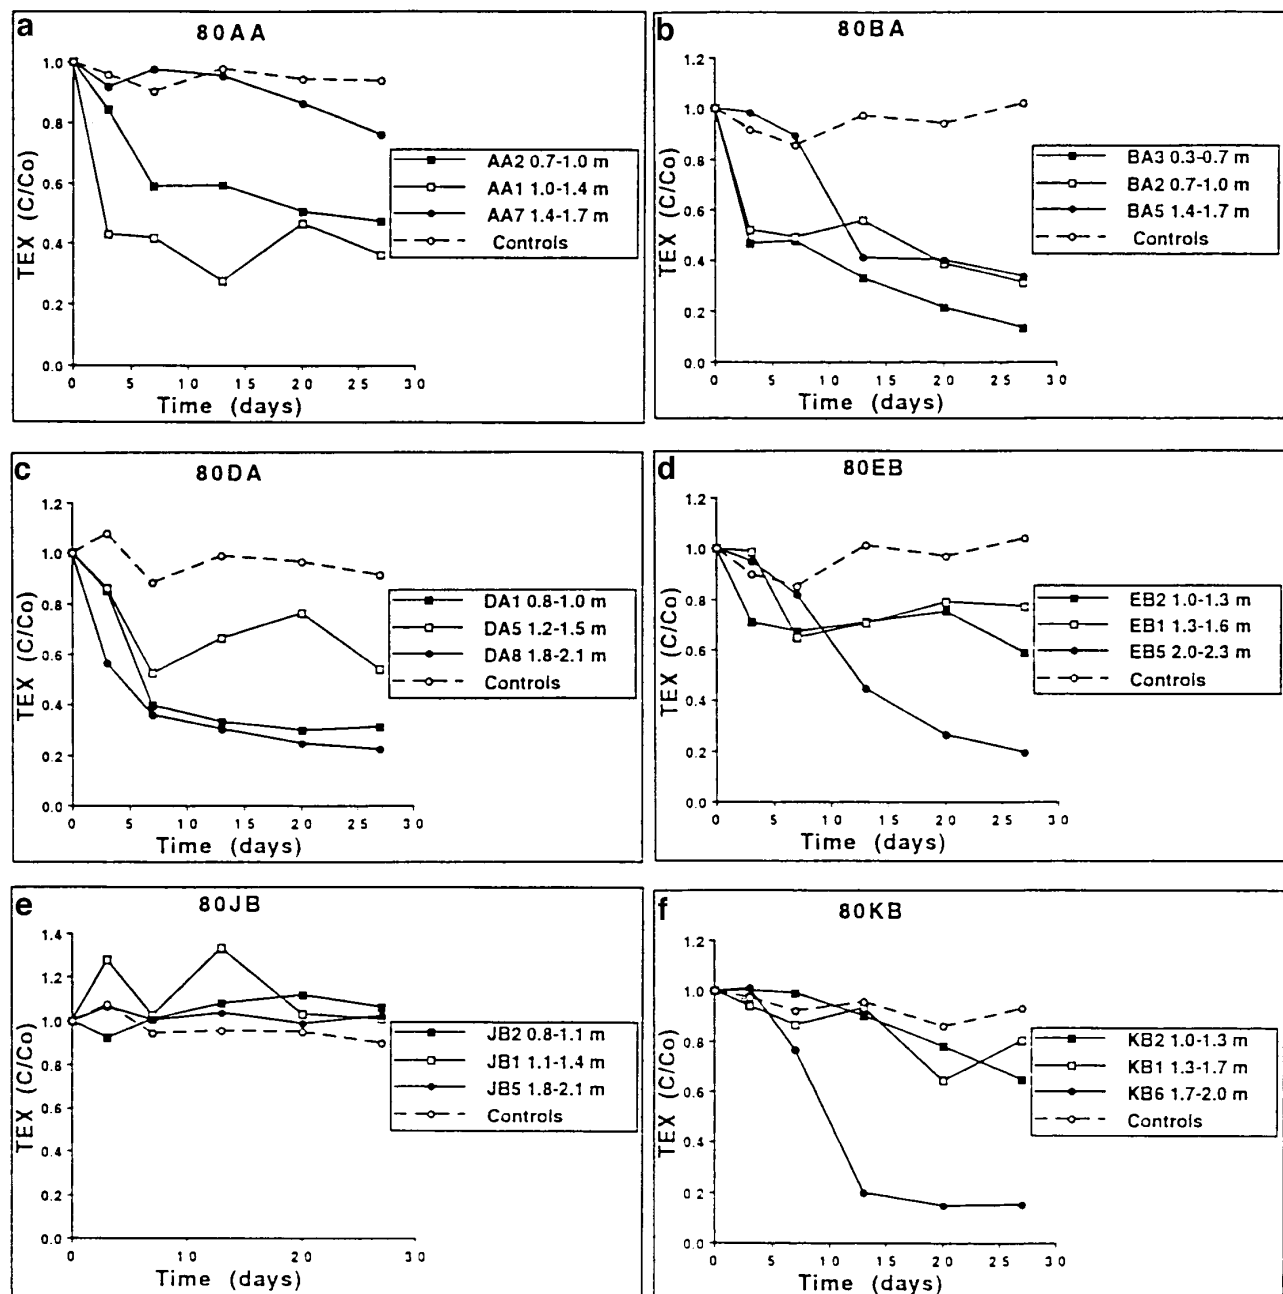 a
80AA
1.0
0.8
0.6
0.4
0.2
0.0
TEX (C/Co)
0 5 10 15 20 25 30
Time (days)
AA2 0.7-1.0 m
AA1 1.0-1.4 m
AA7 1.4-1.7 m
Controls
b
80BA
1.2
1.0
0.8
0.6
0.4
0.2
0.0
TEX (C/Co)
0 5 10 15 20 25 30
Time (days)
BA3 0.3-0.7 m
BA2 0.7-1.0 m
BA5 1.4-1.7 m
Controls
c
80DA
1.2
1.0
0.8
0.6
0.4
0.2
0.0
TEX (C/Co)
0 5 10 15 20 25 30
Time (days)
DA1 0.8-1.0 m
DA5 1.2-1.5 m
DA8 1.8-2.1 m
Controls
d
80EB
1.2
1.0
0.8
0.6
0.4
0.2
0.0
TEX (C/Co)
0 5 10 15 20 25 30
Time (days)
EB2 1.0-1.3 m
EB1 1.3-1.6 m
EB5 2.0-2.3 m
Controls
e
80JB
1.4
1.2
1.0
0.8
0.6
0.4
0.2
0.0
TEX (C/Co)
0 10 20 30
Time (days)
JB2 0.8-1.1 m
JB1 1.1-1.4 m
JB5 1.8-2.1 m
Controls
f
80KB
1.2
1.0
0.8
0.6
0.4
0.2
0.0
TEX (C/Co)
0 5 10 15 20 25 30
Time (days)
KB2 1.0-1.3 m
KB1 1.3-1.7 m
KB6 1.7-2.0 m
Controls